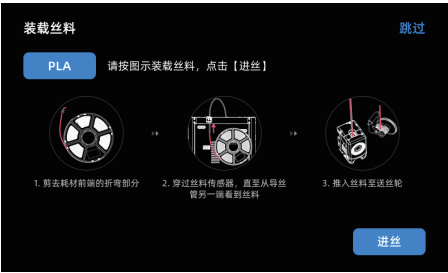 装载丝料
跳过
PLA
请按图示装载丝料，点击【进丝】
1. 剪去耗材前端的折弯部分
2. 穿过丝料传感器，直至从导丝
管另一端看到丝料
3. 推入丝料至送丝轮
进丝